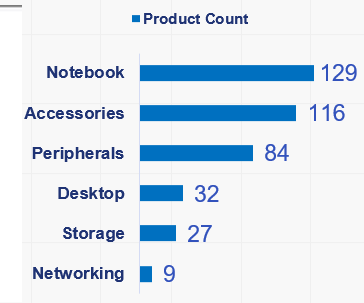 Product Count
Notebook 129
Accessories 116
Peripherals 84
Desktop 32
Storage 27
Networking 9